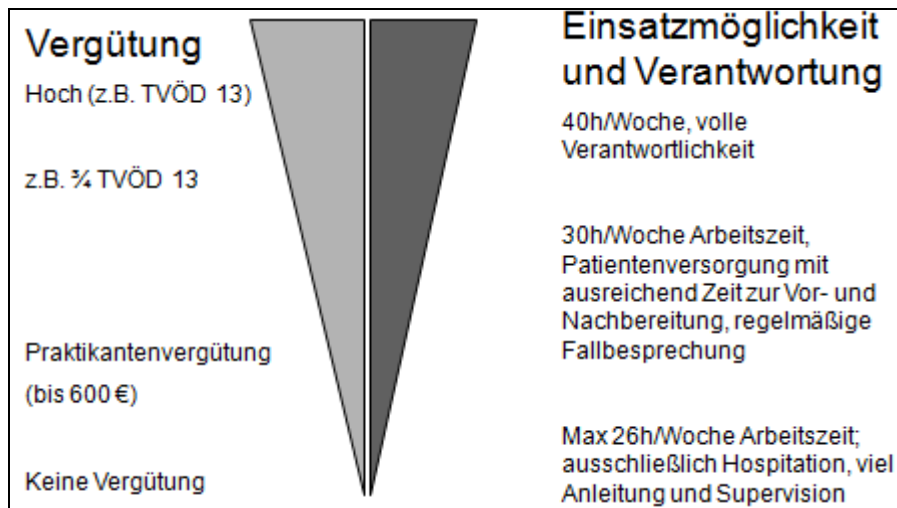 Vergütung
Hoch (z.B. TVÖD 13)
z.B. ¾ TVÖD 13
Praktikantenvergütung
(bis 600 €)
Keine Vergütung
Einsatzmöglichkeit
und Verantwortung
40h/Woche, volle
Verantwortlichkeit
30h/Woche Arbeitszeit,
Patientenversorgung mit
ausreichend Zeit zur Vor- und
Nachbereitung, regelmäßige
Fallbesprechung
Max 26h/Woche Arbeitszeit;
ausschließlich Hospitation, viel
Anleitung und Supervision